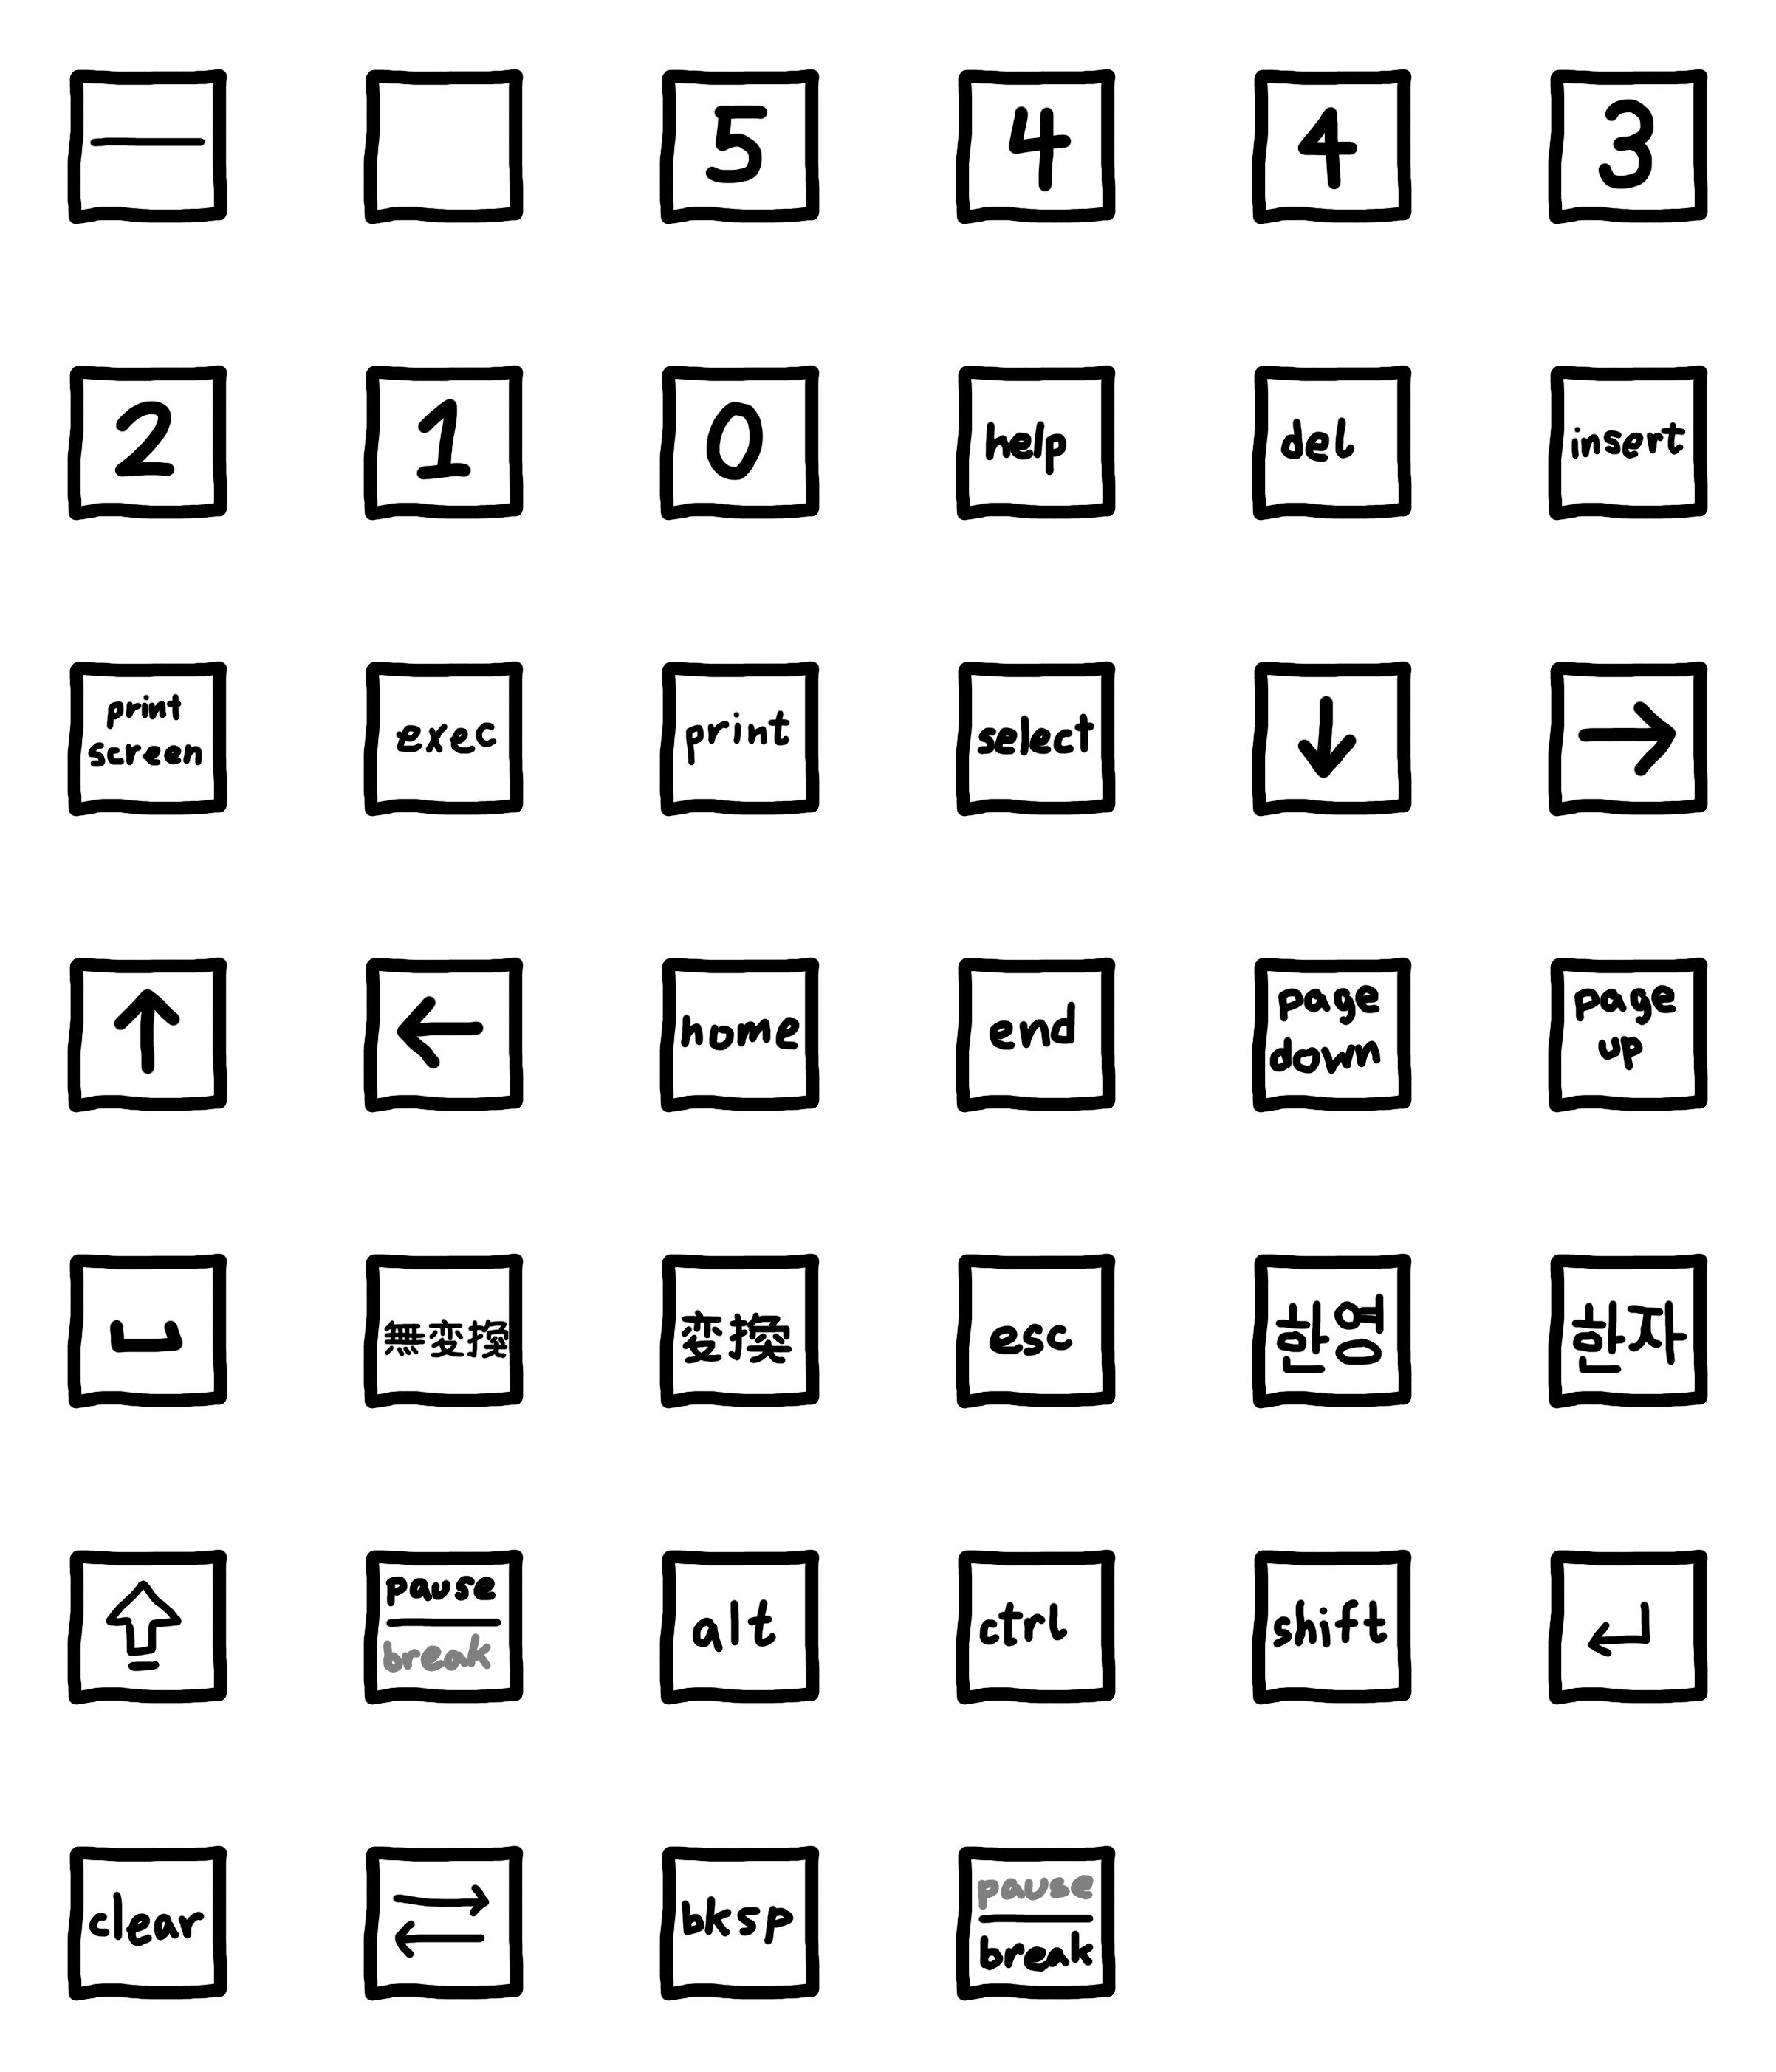 5 4 4 3
2 1 0 help del insert
print
screen
exec print select ↓ →
↑ ← home end
page
down
page
up
無変換 変換 esc 한영 한자
pause
break
alt ctrl shift
clear bksp
pause
break